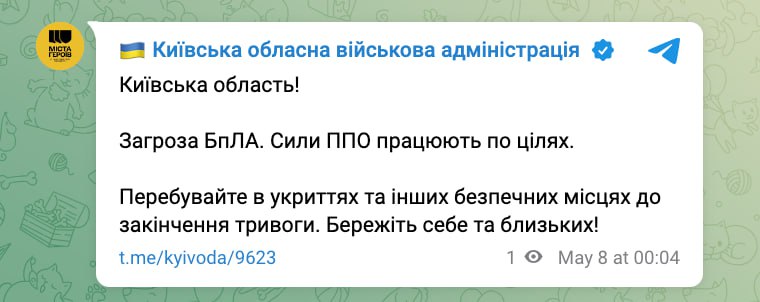 МІСТА
ГЕРОЇВ
🇺🇦 Київська обласна військова адміністрація
Київська область!
Загроза БпЛА. Сили ППО працюють по цілях.
Перебувайте в укриттях та інших безпечних місцях до
закінчення тривоги. Бережіть себе та близьких!
t.me/kyivoda/9623 1 May 8 at 00:04